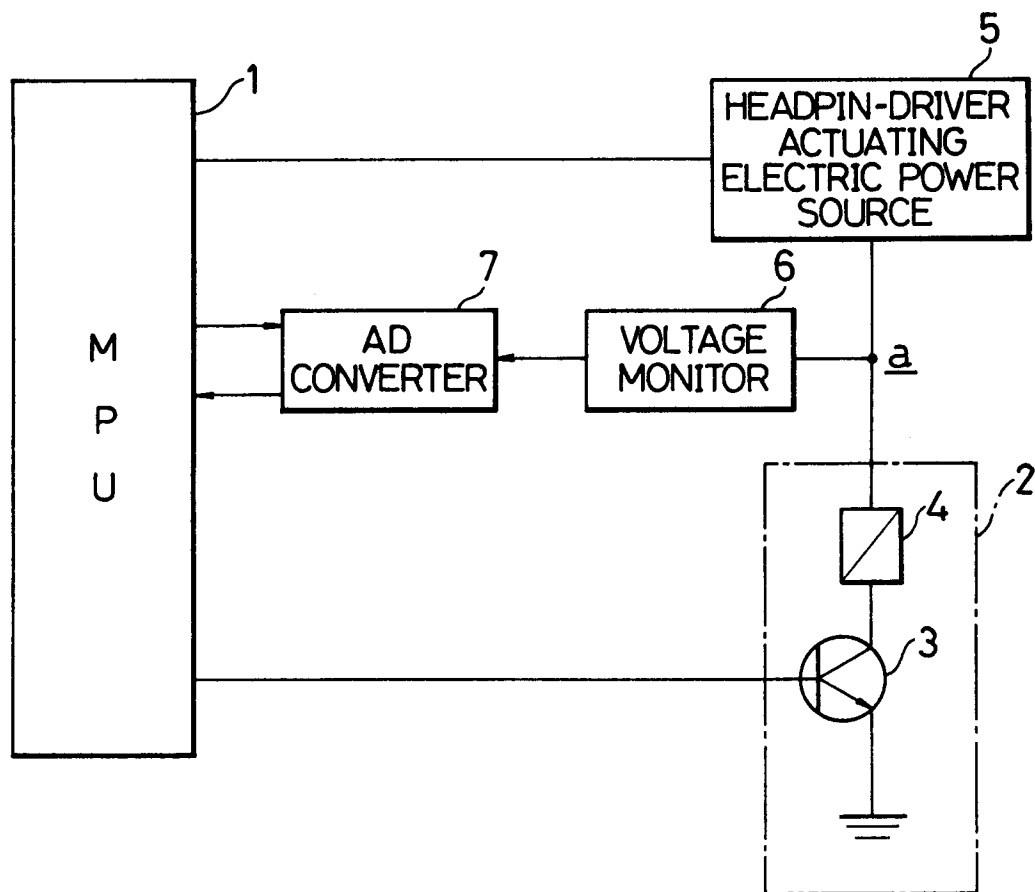 1
5
HEADPIN-DRIVER
ACTUATING
ELECTRIC POWER
SOURCE
7
6
AD
CONVERTER
VOLTAGE
MONITOR
a
M
P
U
2
4
3